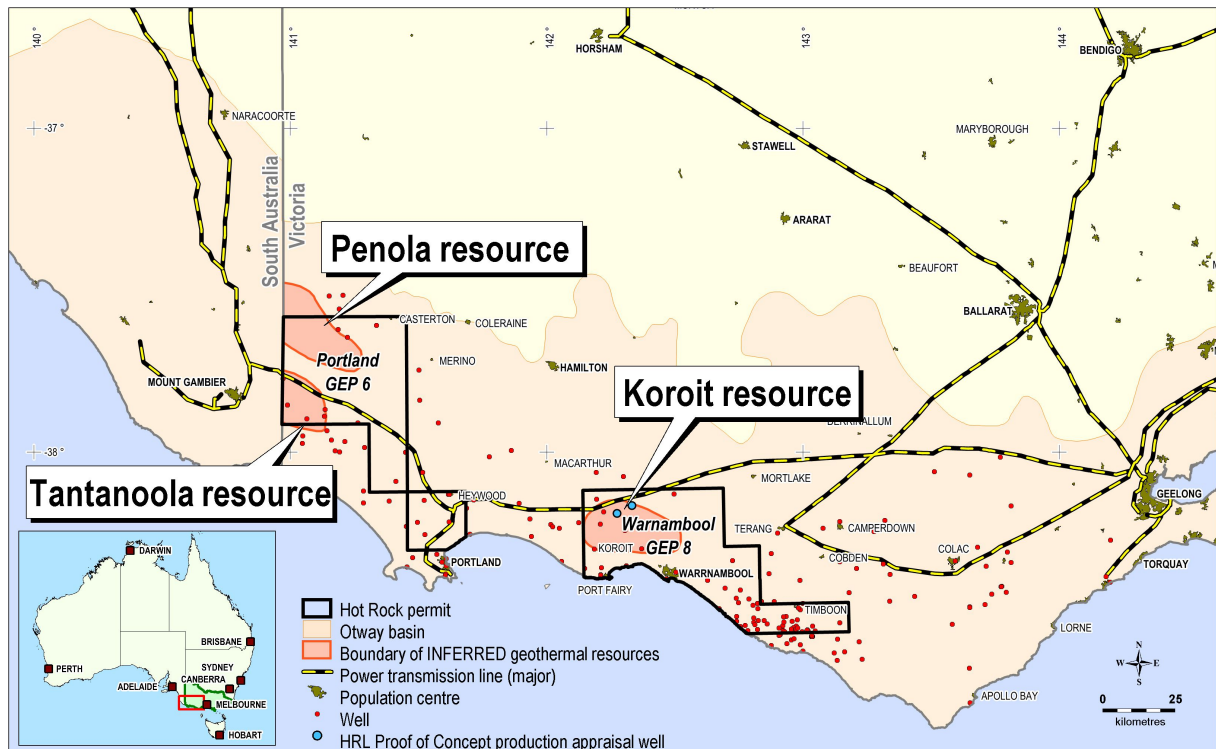 140 °
141 °
142 °
143 °
144 °
HORSHAM
BENDIGO
NARACOORTE
-37 °
MARYBOROUGH
STAWELL
South Australia
Victoria
ARARAT
Penola resource
BEAUFORT
BALLARAT
CASTERTON
COLERAINE
Portland
GEP 6
MERINO
HAMILTON
MOUNT GAMBIER
Koroit resource
-38 °
MACARTHUR
MORTLAKE
Tantanoola resource
HEYWOOD
GEELONG
Warnambool
GEP 8
TERANG
CAMPERDOWN
KOROIT
COBDEN
COLAC
PORTLAND
PORT FAIRY
WARRNAMBOOL
TORQUAY
TIMBOON
LORNE
APOLLO BAY
DARWIN
BRISBANE
PERTH
SYDNEY
CANBERRA
ADELAIDE
MELBOURNE
HOBART
Hot Rock permit
Otway basin
Boundary of INFERRED geothermal resources
Power transmission line (major)
Population centre
Well
HRL Proof of Concept production appraisal well
N
W E
S
0 25
kilometres